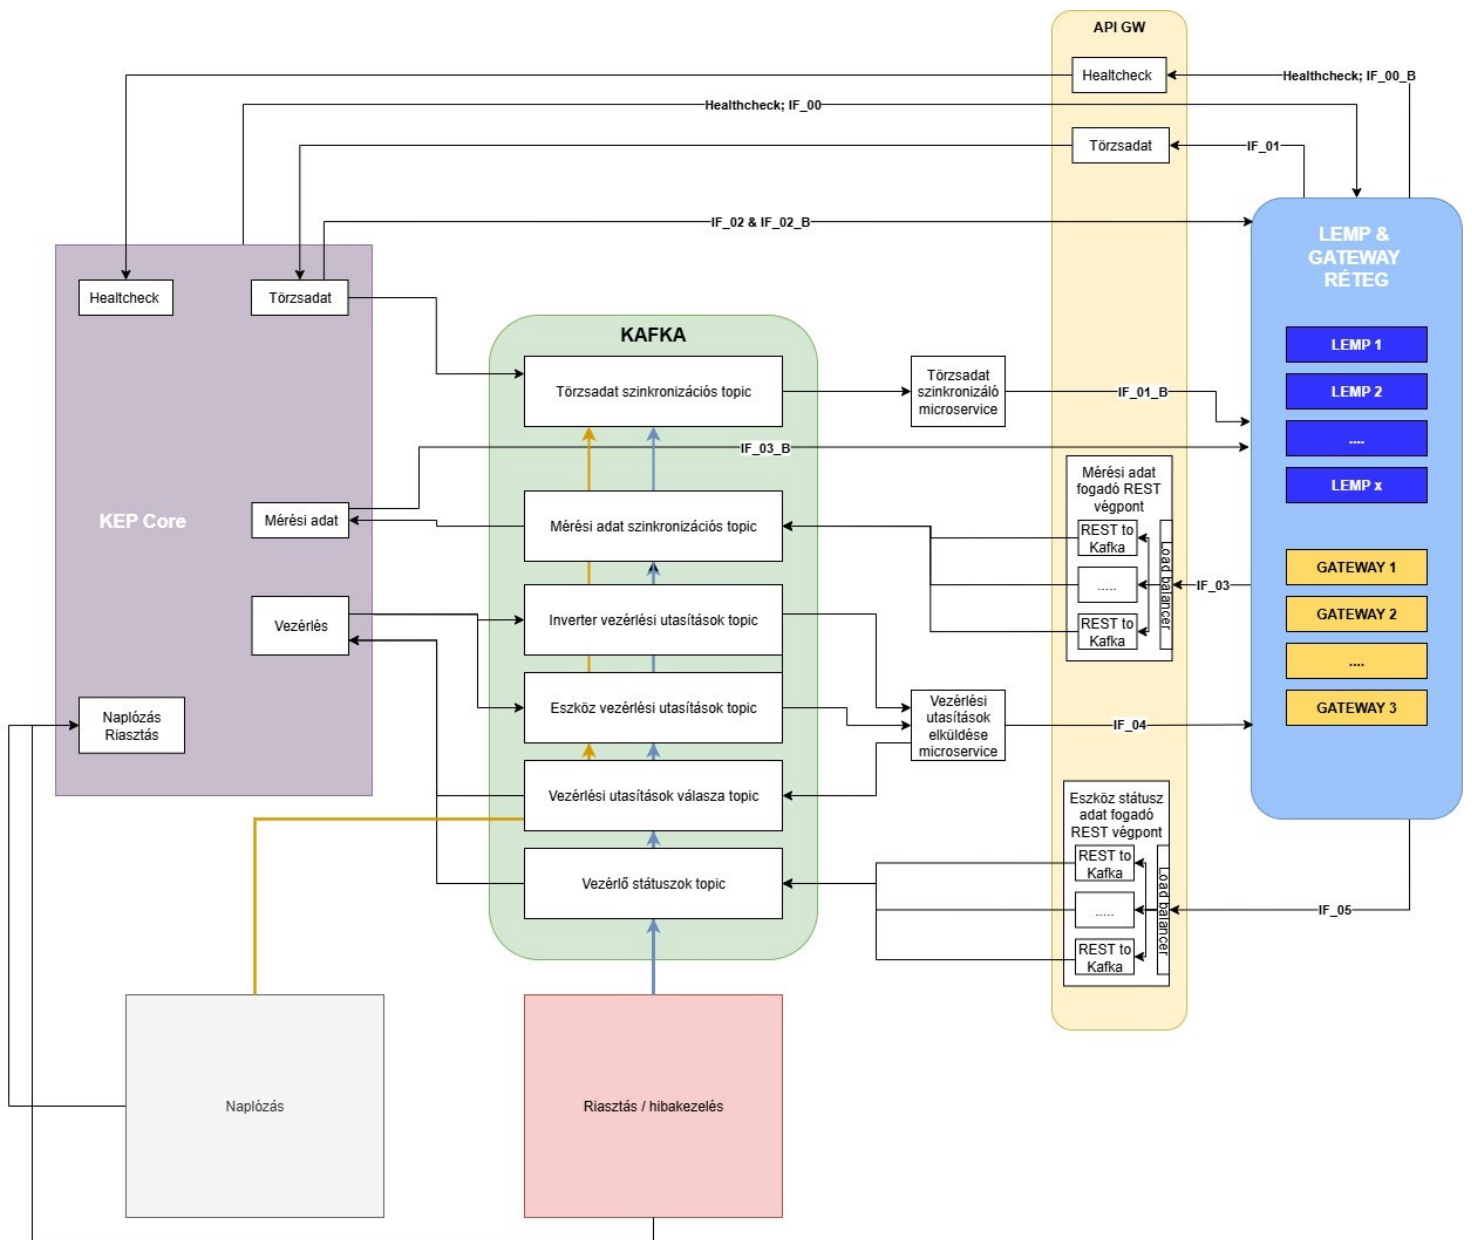 API GW
Healtcheck
Healthcheck; IF_00_B
Healthcheck; IF_00
Törzsadat
IF_01
IF_02 & IF_02_B
LEMP &
GATEWAY
RÉTEG
Healtcheck
Törzsadat
KAFKA
LEMP 1
Törzsadat szinkronizációs topic
Törzsadat
szinkronizáló
microservice
IF_01_B
LEMP 2
....
IF_03_B
LEMP x
Mérési adat
fogadó REST
végpont
KEP Core
Mérési adat
Mérési adat szinkronizációs topic
REST to
Kafka
.....
REST to
Kafka
Load balancer
IF_03
GATEWAY 1
GATEWAY 2
....
GATEWAY 3
Vezérlés
Inverter vezérlési utasítások topic
Naplózás
Riasztás
Eszköz vezérlési utasítások topic
Vezérlési
utasítások
elküldése
microservice
IF_04
Vezérlési utasítások válasza topic
Eszköz státusz
adat fogadó
REST végpont
REST to
Kafka
.....
REST to
Kafka
Load balancer
IF_05
Vezérlő státuszok topic
Naplózás
Riasztás / hibakezelés